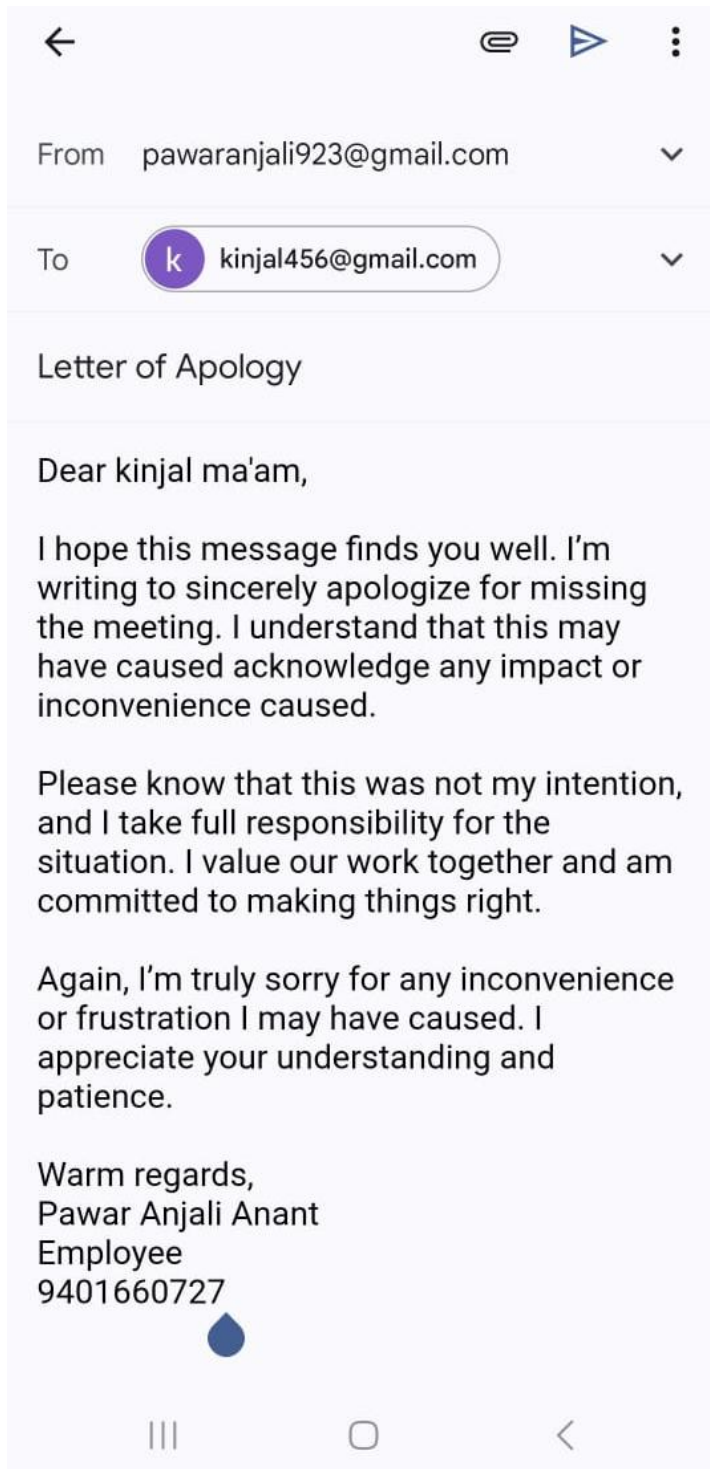 From pawaranjali923@gmail.com
To k kinjal456@gmail.com
Letter of Apology
Dear kinjal ma'am,
I hope this message finds you well. I’m
writing to sincerely apologize for missing
the meeting. I understand that this may
have caused acknowledge any impact or
inconvenience caused.
Please know that this was not my intention,
and I take full responsibility for the
situation. I value our work together and am
committed to making things right.
Again, I’m truly sorry for any inconvenience
or frustration I may have caused. I
appreciate your understanding and
patience.
Warm regards,
Pawar Anjali Anant
Employee
9401660727